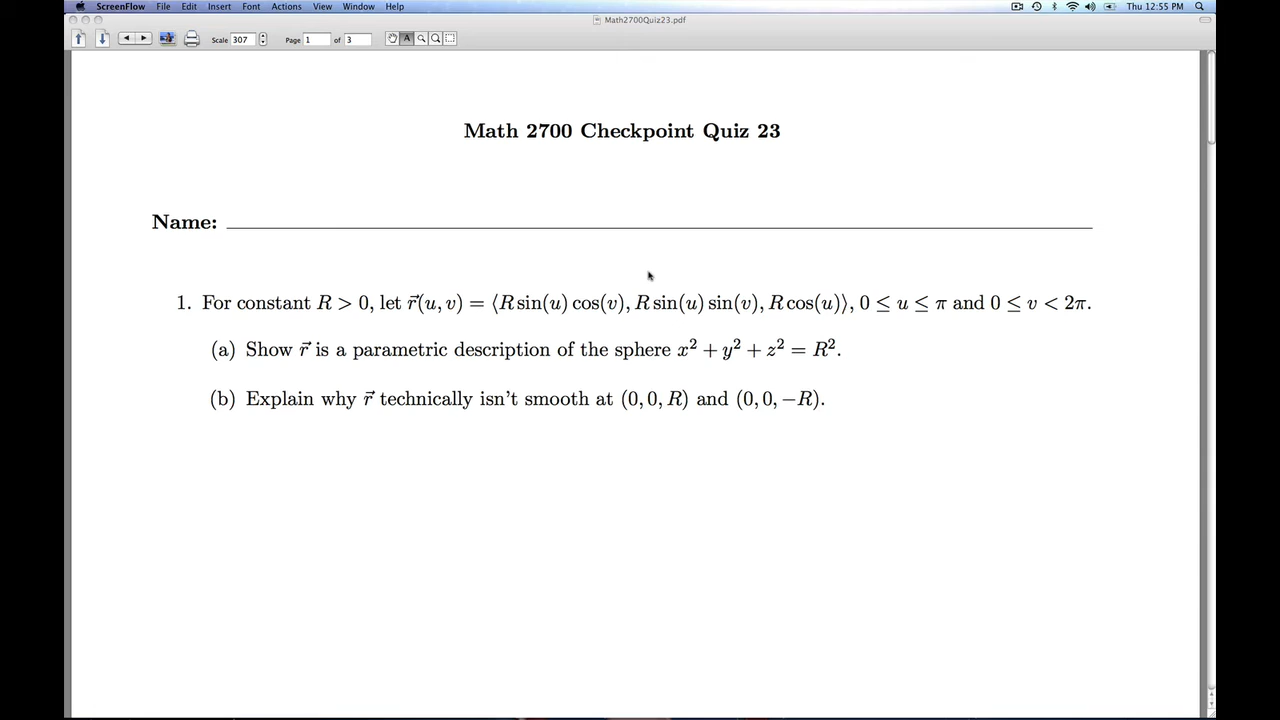 ScreenFlow File Edit Insert Font Actions View Window Help Thu 12:55 PM
Math2700Quiz23.pdf
Scale 307 Page 1 of 3 A
Math 2700 Checkpoint Quiz 23
Name:
1. For constant R > 0, let r⃗(u, v) = ⟨R sin(u) cos(v), R sin(u) sin(v), R cos(u)⟩, 0 ≤ u ≤ π and 0 ≤ v < 2π.
(a) Show r⃗ is a parametric description of the sphere x² + y² + z² = R².
(b) Explain why r⃗ technically isn't smooth at (0, 0, R) and (0, 0, −R).